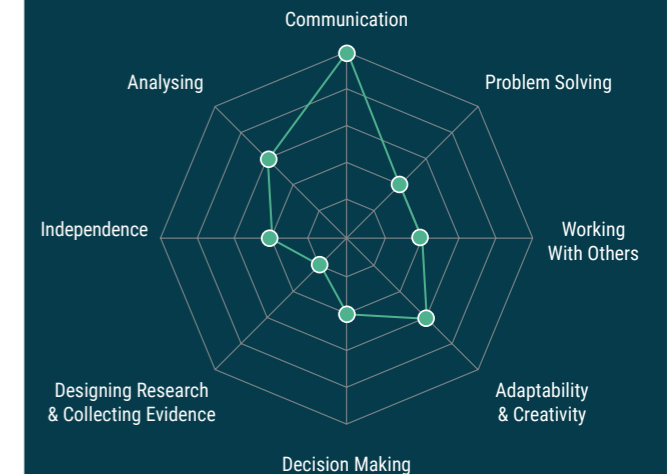 Communication
Analysing
Problem Solving
Independence
Working
With Others
Designing Research
& Collecting Evidence
Adaptability
& Creativity
Decision Making